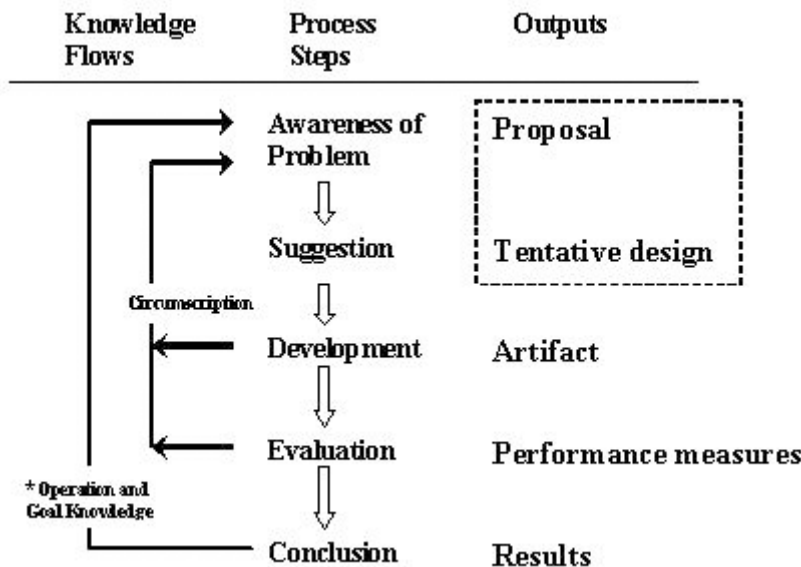 Knowledge Flows
Process Steps
Outputs
Awareness of Problem
Proposal
Suggestion
Tentative design
Circumscription
Development
Artifact
Evaluation
Performance measures
* Operation and
Goal Knowledge
Conclusion
Results